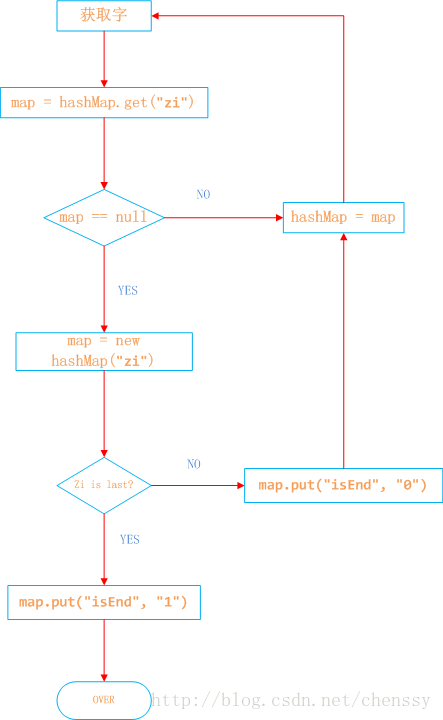 获取字
map = hashMap.get("zi")
map == null
NO
hashMap = map
YES
map = new
hashMap("zi")
Zi is last?
NO
map.put("isEnd", "0")
YES
map.put("isEnd", "1")
OVER
http://blog.csdn.net/chenssy